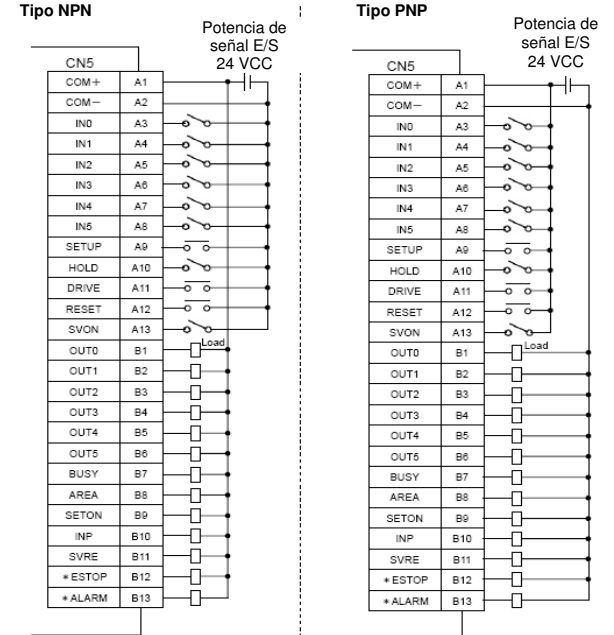 Tipo NPN
Potencia de
señal E/S
24 VCC
CN5
COM+ A1
COM− A2
IN0 A3
IN1 A4
IN2 A5
IN3 A6
IN4 A7
IN5 A8
SETUP A9
HOLD A10
DRIVE A11
RESET A12
SVON A13
OUT0 B1 Load
OUT1 B2
OUT2 B3
OUT3 B4
OUT4 B5
OUT5 B6
BUSY B7
AREA B8
SETON B9
INP B10
SVRE B11
*ESTOP B12
*ALARM B13
Tipo PNP
Potencia de
señal E/S
24 VCC
CN5
COM+ A1
COM− A2
IN0 A3
IN1 A4
IN2 A5
IN3 A6
IN4 A7
IN5 A8
SETUP A9
HOLD A10
DRIVE A11
RESET A12
SVON A13
OUT0 B1 Load
OUT1 B2
OUT2 B3
OUT3 B4
OUT4 B5
OUT5 B6
BUSY B7
AREA B8
SETON B9
INP B10
SVRE B11
*ESTOP B12
*ALARM B13